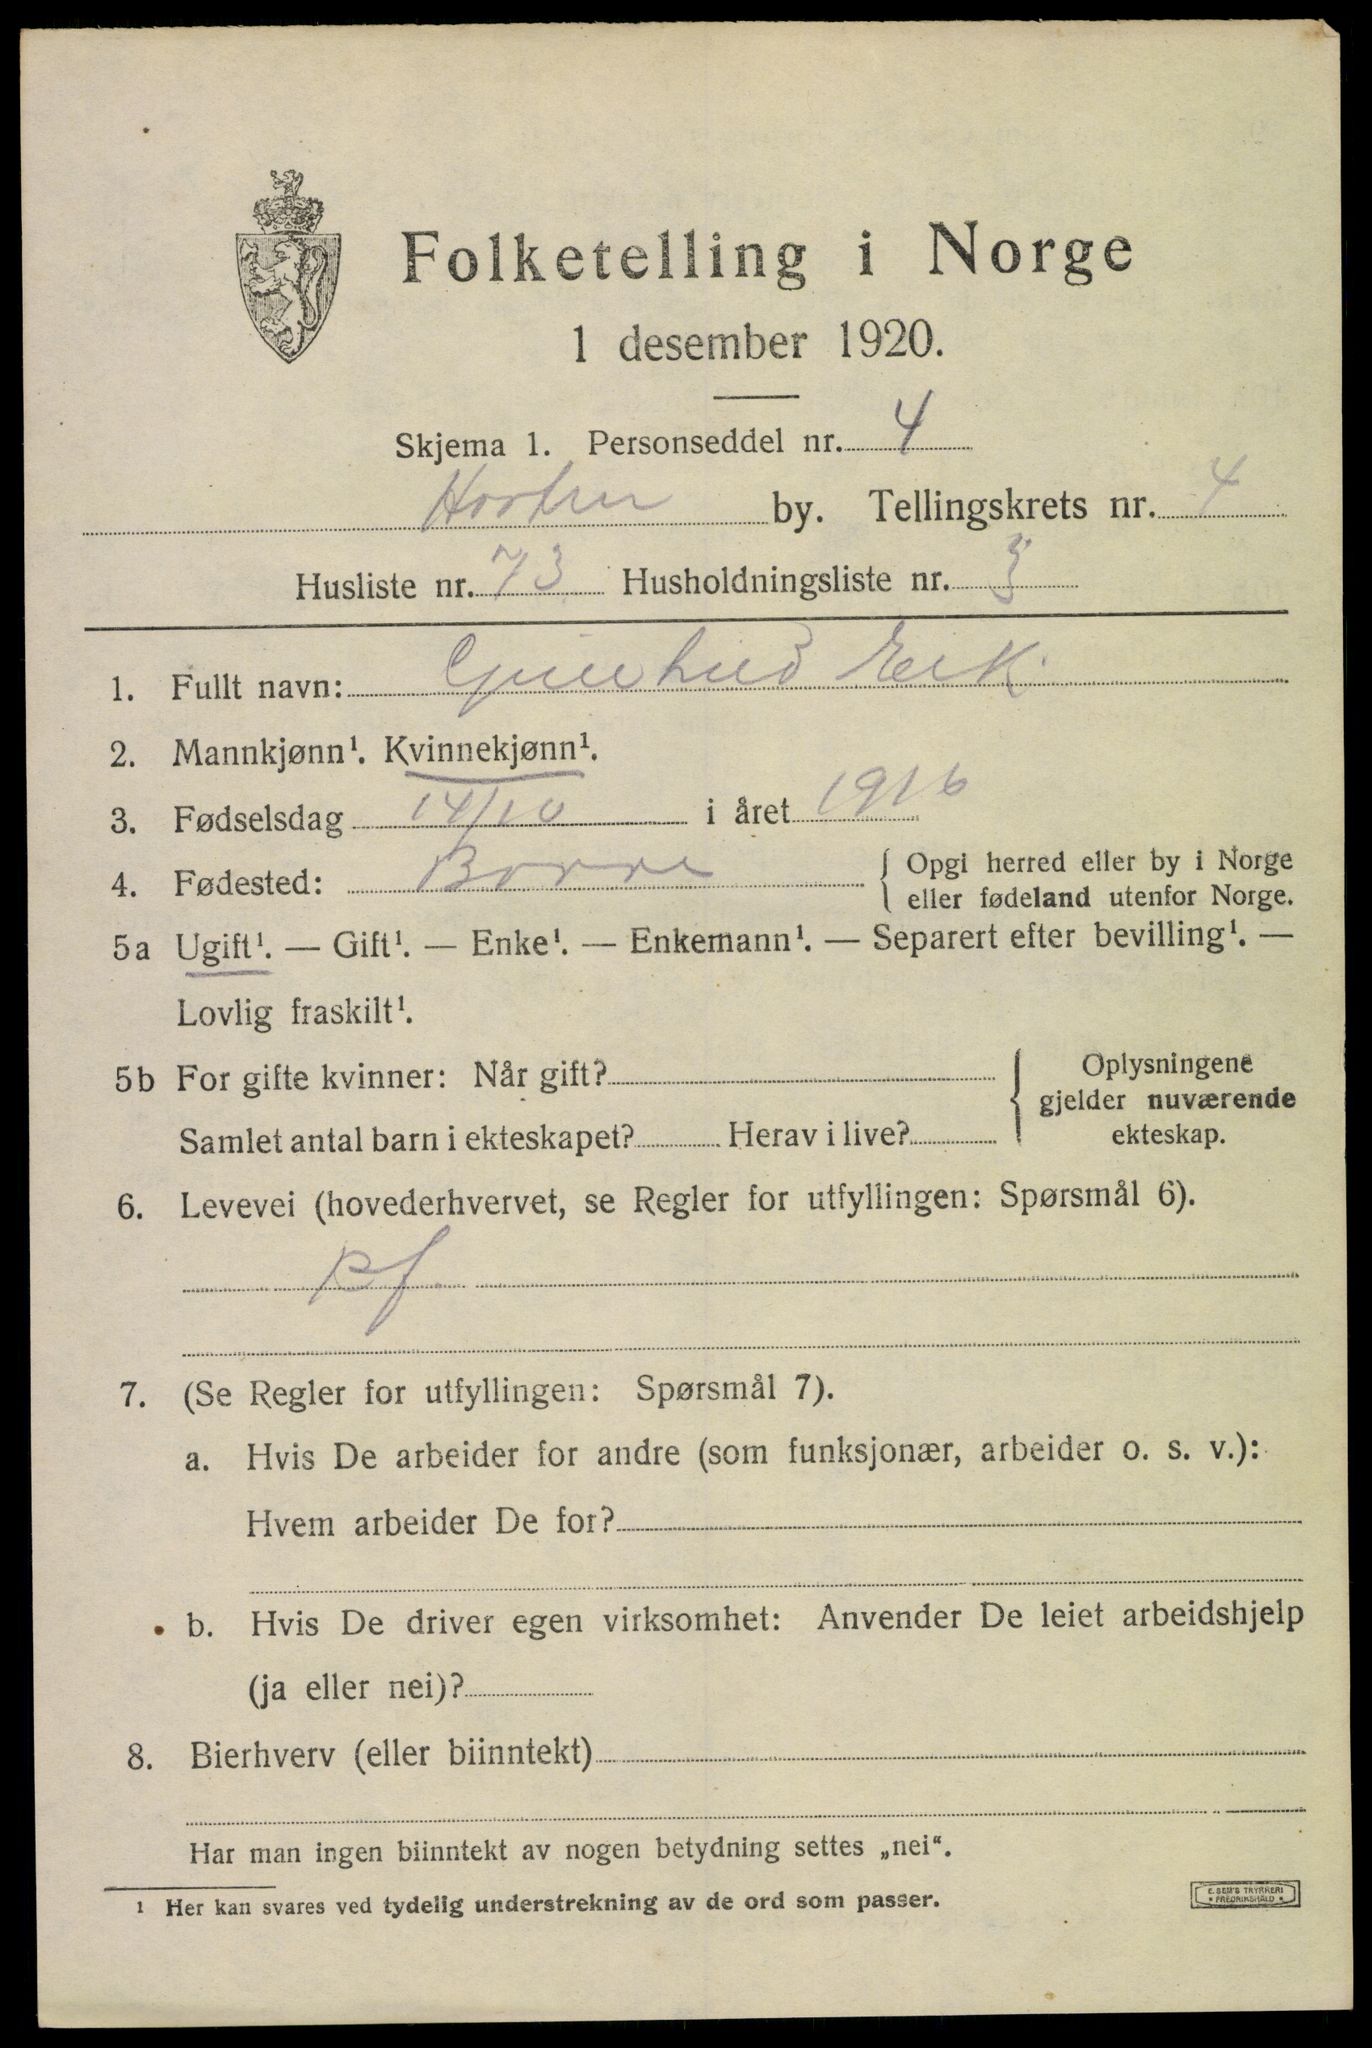 Folketelling i Norge
1 desember 1920.
Skjema 1. Personseddel nr. 4
Horten by. Tellingskrets nr. 4
Husliste nr. 73 Husholdningsliste nr. 3
1. Fullt navn: Eek
2. Mannkjønn¹. Kvinnekjønn¹.
3. Fødselsdag 14/10 i året 1916
4. Fødested: Borre { Opgi herred eller by i Norge
eller fødeland utenfor Norge.
5a Ugift¹. — Gift¹. — Enke¹. — Enkemann¹. — Separert efter bevilling¹. —
Lovlig fraskilt¹.
5b For gifte kvinner: Når gift? { Oplysningene
gjelder nuværende
Samlet antal barn i ekteskapet? Herav i live? ekteskap.
6. Levevei (hovederhvervet, se Regler for utfyllingen: Spørsmål 6).
pf
7. (Se Regler for utfyllingen: Spørsmål 7).
a. Hvis De arbeider for andre (som funksjonær, arbeider o. s. v.):
Hvem arbeider De for?
b. Hvis De driver egen virksomhet: Anvender De leiet arbeidshjelp
(ja eller nei)?
8. Bierhverv (eller biinntekt)
Har man ingen biinntekt av nogen betydning settes „nei“.
¹ Her kan svares ved tydelig understrekning av de ord som passer.
E. SEM'S TRYKKERI
• FREDRIKSHALD •